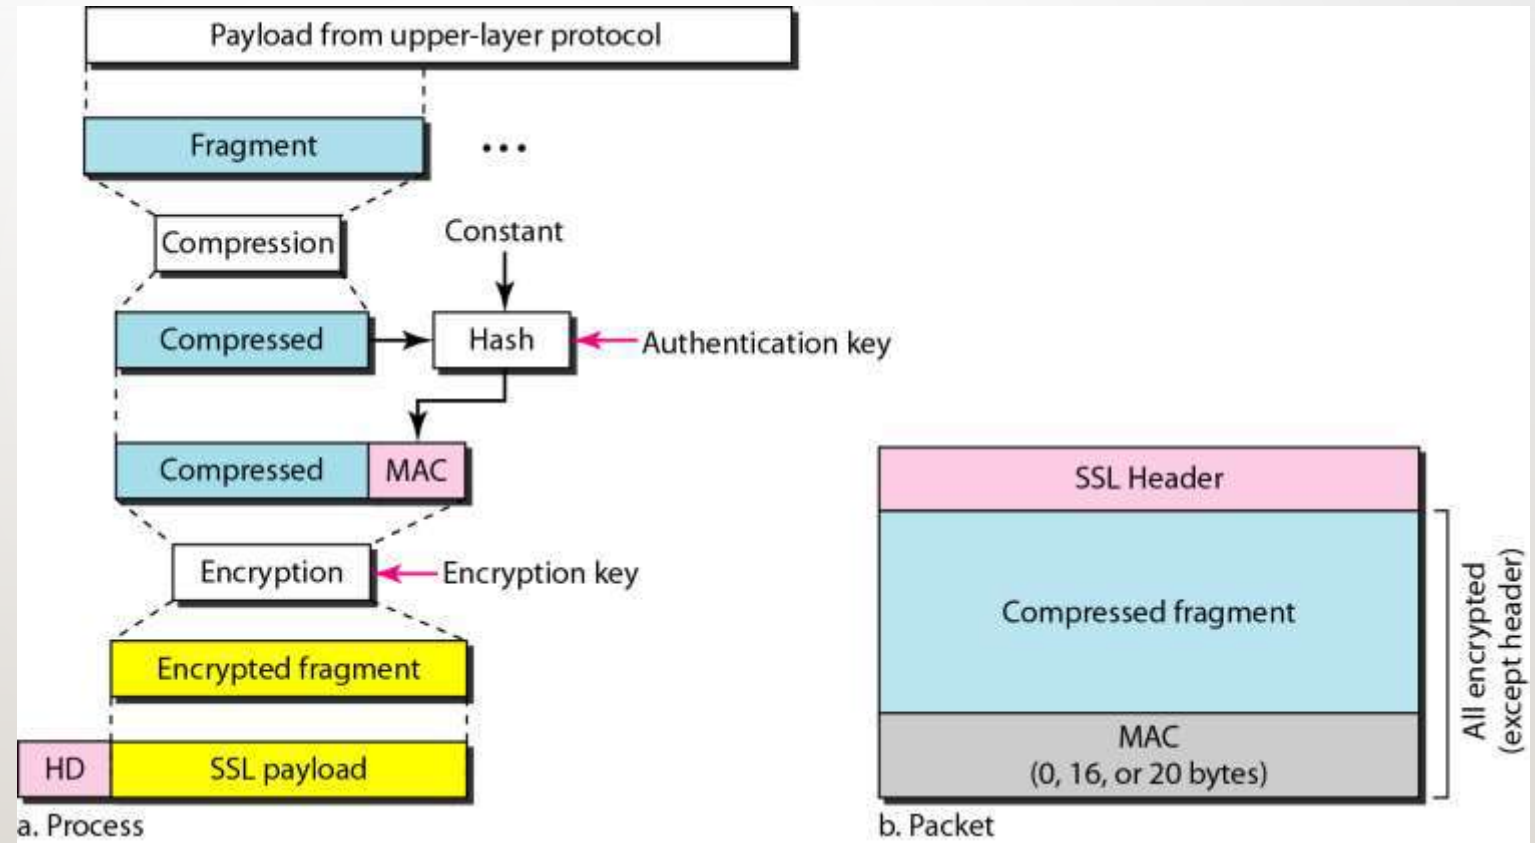 Payload from upper-layer protocol
Fragment
...
Compression
Constant
Compressed
Hash
Authentication key
Compressed
MAC
Encryption
Encryption key
Encrypted fragment
HD
SSL payload
a. Process
SSL Header
Compressed fragment
MAC
(0, 16, or 20 bytes)
All encrypted
(except header)
b. Packet